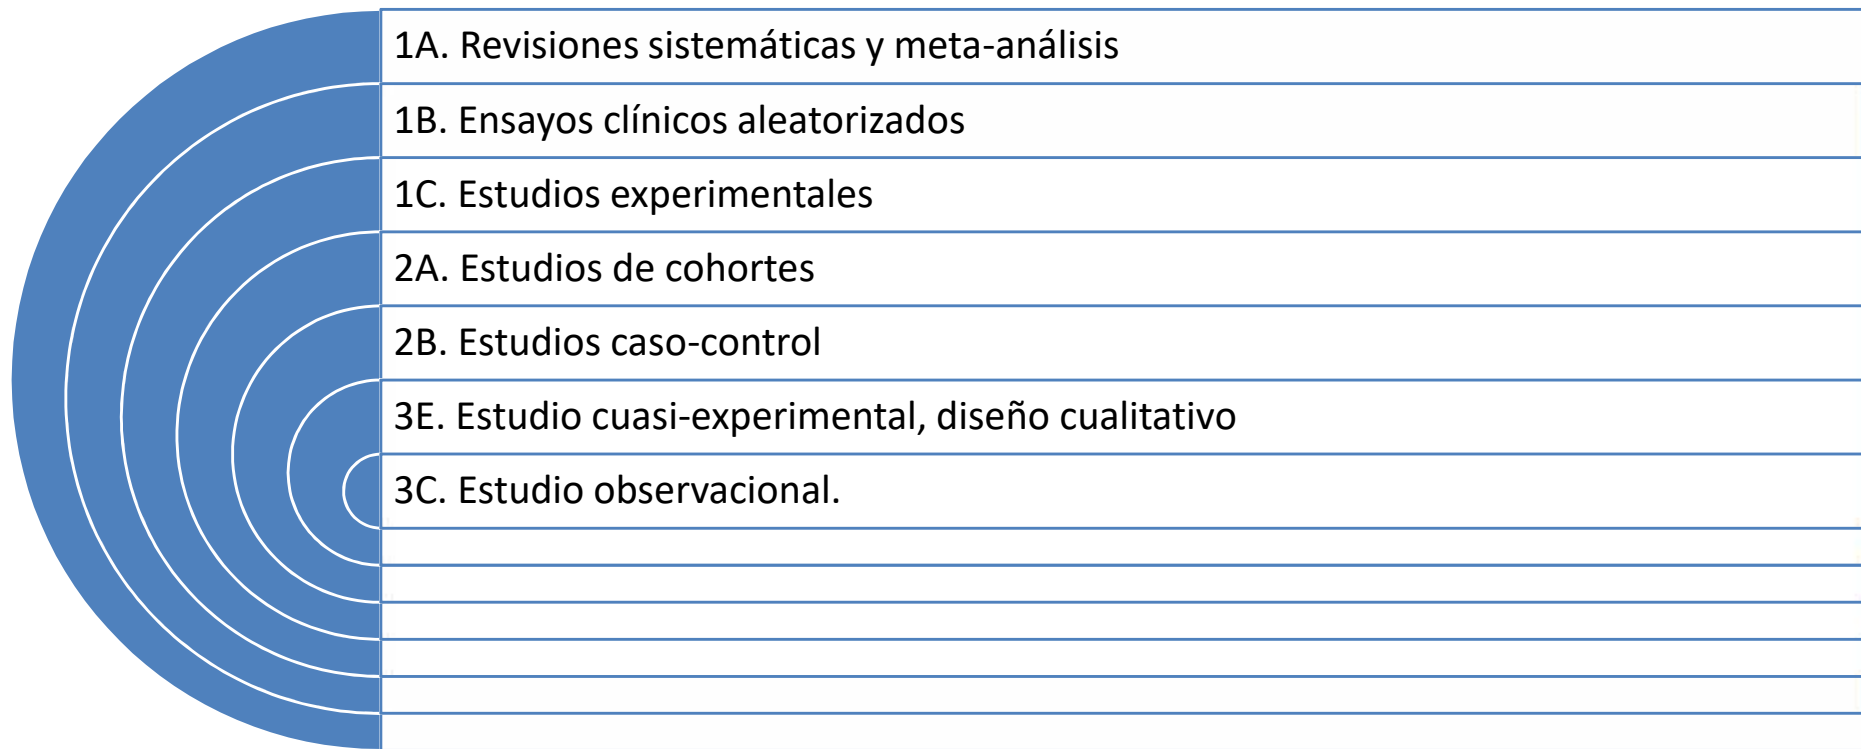 1A. Revisiones sistemáticas y meta-análisis
1B. Ensayos clínicos aleatorizados
1C. Estudios experimentales
2A. Estudios de cohortes
2B. Estudios caso-control
3E. Estudio cuasi-experimental, diseño cualitativo
3C. Estudio observacional.